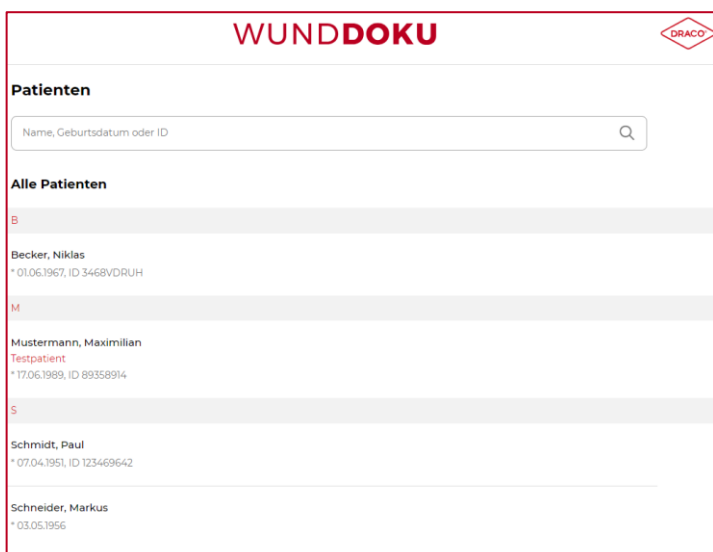 WUNDDOKU
DRACO®
Patienten
Name, Geburtsdatum oder ID
Alle Patienten
B
Becker, Niklas
* 01.06.1967, ID 3468VDRUH
M
Mustermann, Maximilian
Testpatient
* 17.06.1989, ID 89358914
S
Schmidt, Paul
* 07.04.1951, ID 123469642
Schneider, Markus
* 03.05.1956